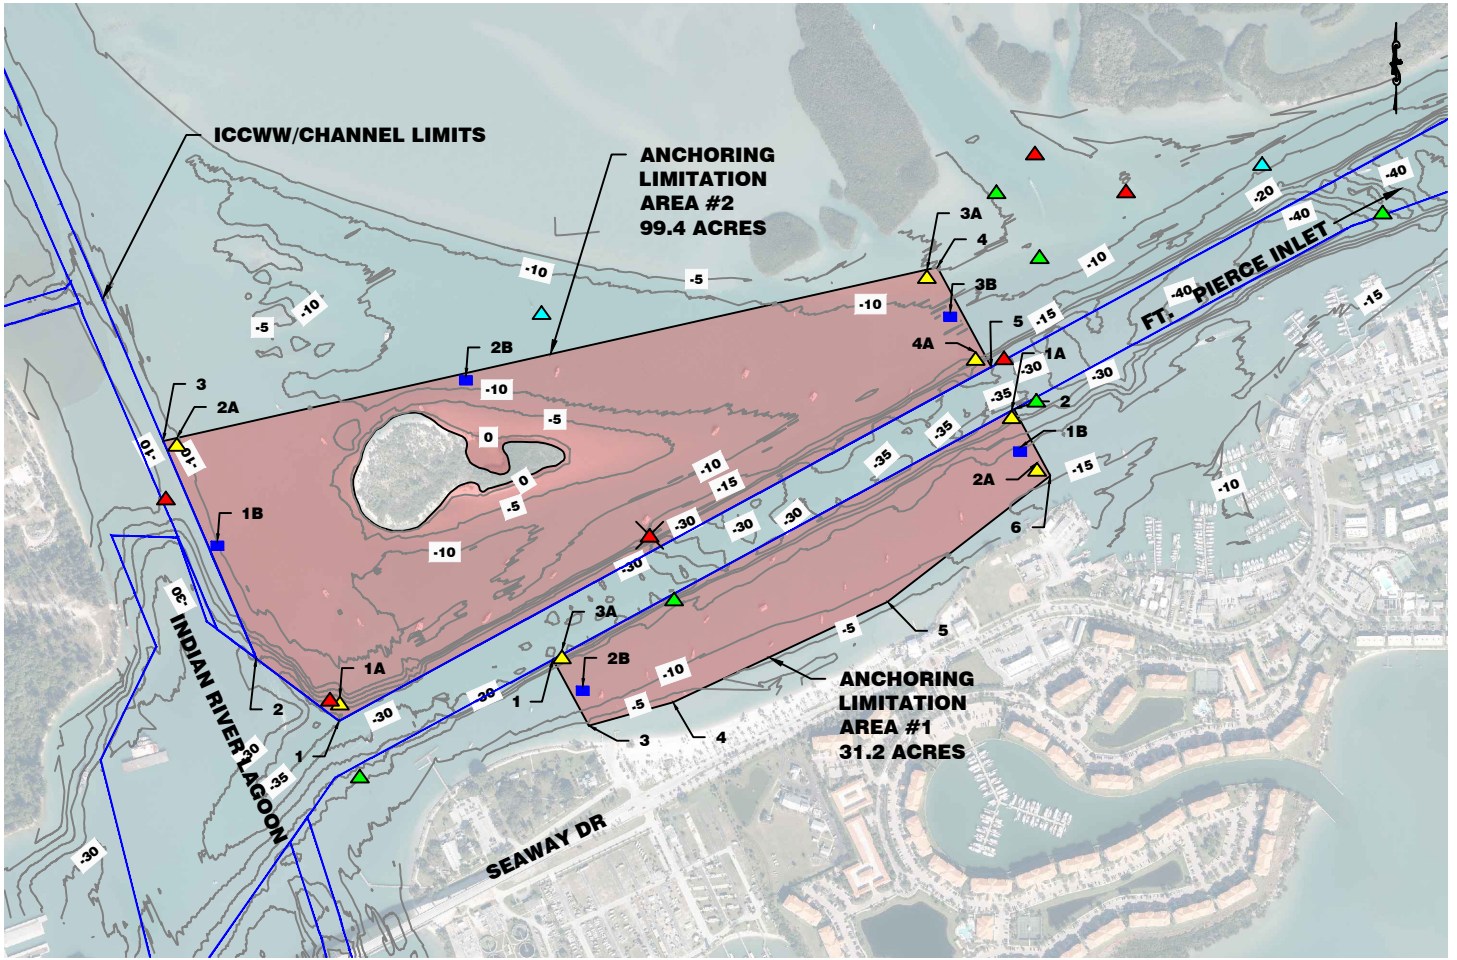 ICCWW/CHANNEL LIMITS
ANCHORING
LIMITATION
AREA #2
99.4 ACRES
3A
4
3B
5
4A
1A
2
1B
2A
6
2B
3
2A
1B
3A
2B
1
5
4
3
1A
2
1
ANCHORING
LIMITATION
AREA #1
31.2 ACRES
FT. PIERCE INLET
INDIAN RIVER LAGOON
SEAWAY DR
-40
-20
-40
-10
-40
-15
-15
-10
-5
-10
-10
-5
-10
-30
-30
-35
-35
-35
-15
-10
-10
-5
0
0
-5
-10
-15
-10
-30
-30
-30
-30
-10
-10
-30
-5
-10
-5
-30
-30
-30
-35
-30